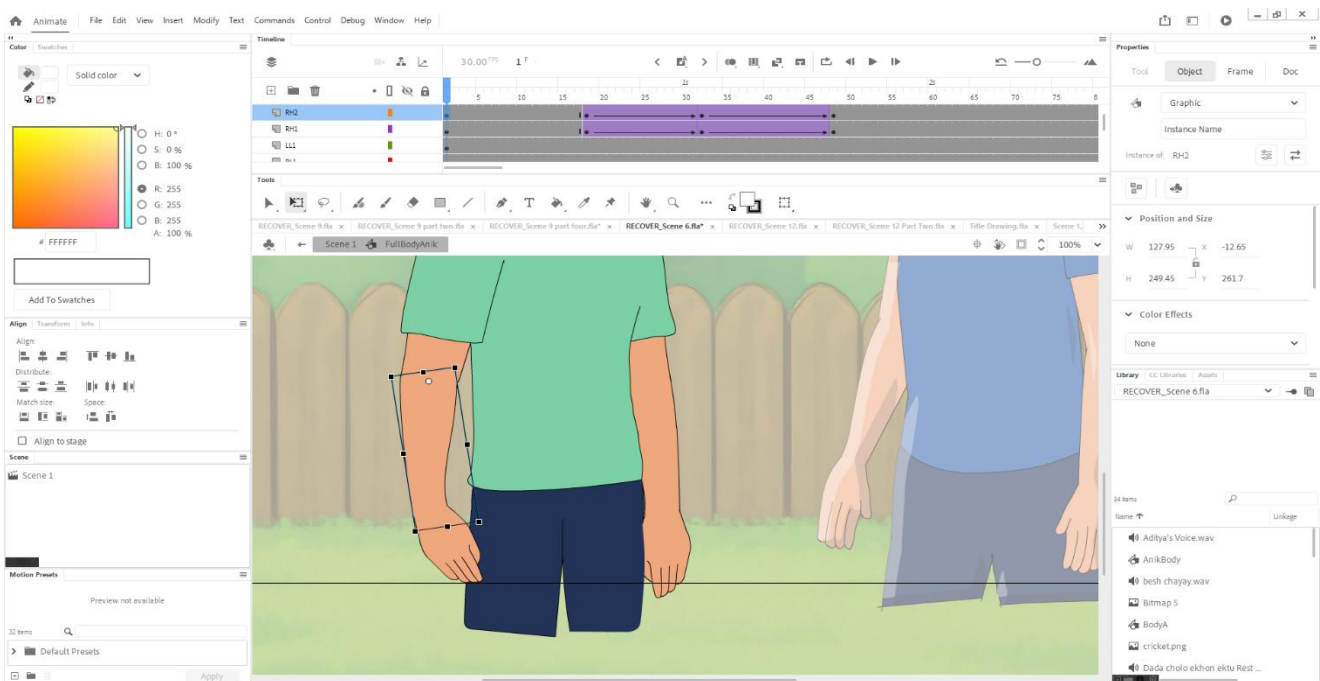 Animate File Edit View Insert Modify Text Commands Control Debug Window Help
Color Swatches
Solid color
H: 0 °
S: 0 %
B: 100 %
R: 255
G: 255
B: 255
A: 100 %
# FFFFFF
Add To Swatches
Align Transform Info
Align:
Distribute:
Match size: Space:
Align to stage
Scene
Scene 1
Motion Presets
Preview not available
32 items
Default Presets
Apply
Timeline
30.00 FPS 1 F
1s 2s
5 10 15 20 25 30 35 40 45 50 55 60 65 70 75 8
RH2
RH1
LL1
Tools
RECOVER_Scene 9.fla x RECOVER_Scene 9 part two.fla x RECOVER_Scene 9 part four.fla* x RECOVER_Scene 6.fla* x RECOVER_Scene 12.fla x RECOVER_Scene 12 Part Two.fla x Title Drawing.fla x Scene 1,
Scene 1 FullBodyAnik 100%
Properties
Tool Object Frame Doc
Graphic
Instance Name
Instance of: RH2
Position and Size
W 127.95 X -12.65
H 249.45 Y 261.7
Color Effects
None
Library CC Libraries Assets
RECOVER_Scene 6.fla
34 items
Name Linkage
Aditya's Voice.wav
AnikBody
besh chayay.wav
Bitmap 5
BodyA
cricket.png
Dada cholo ekhon ektu Rest ...